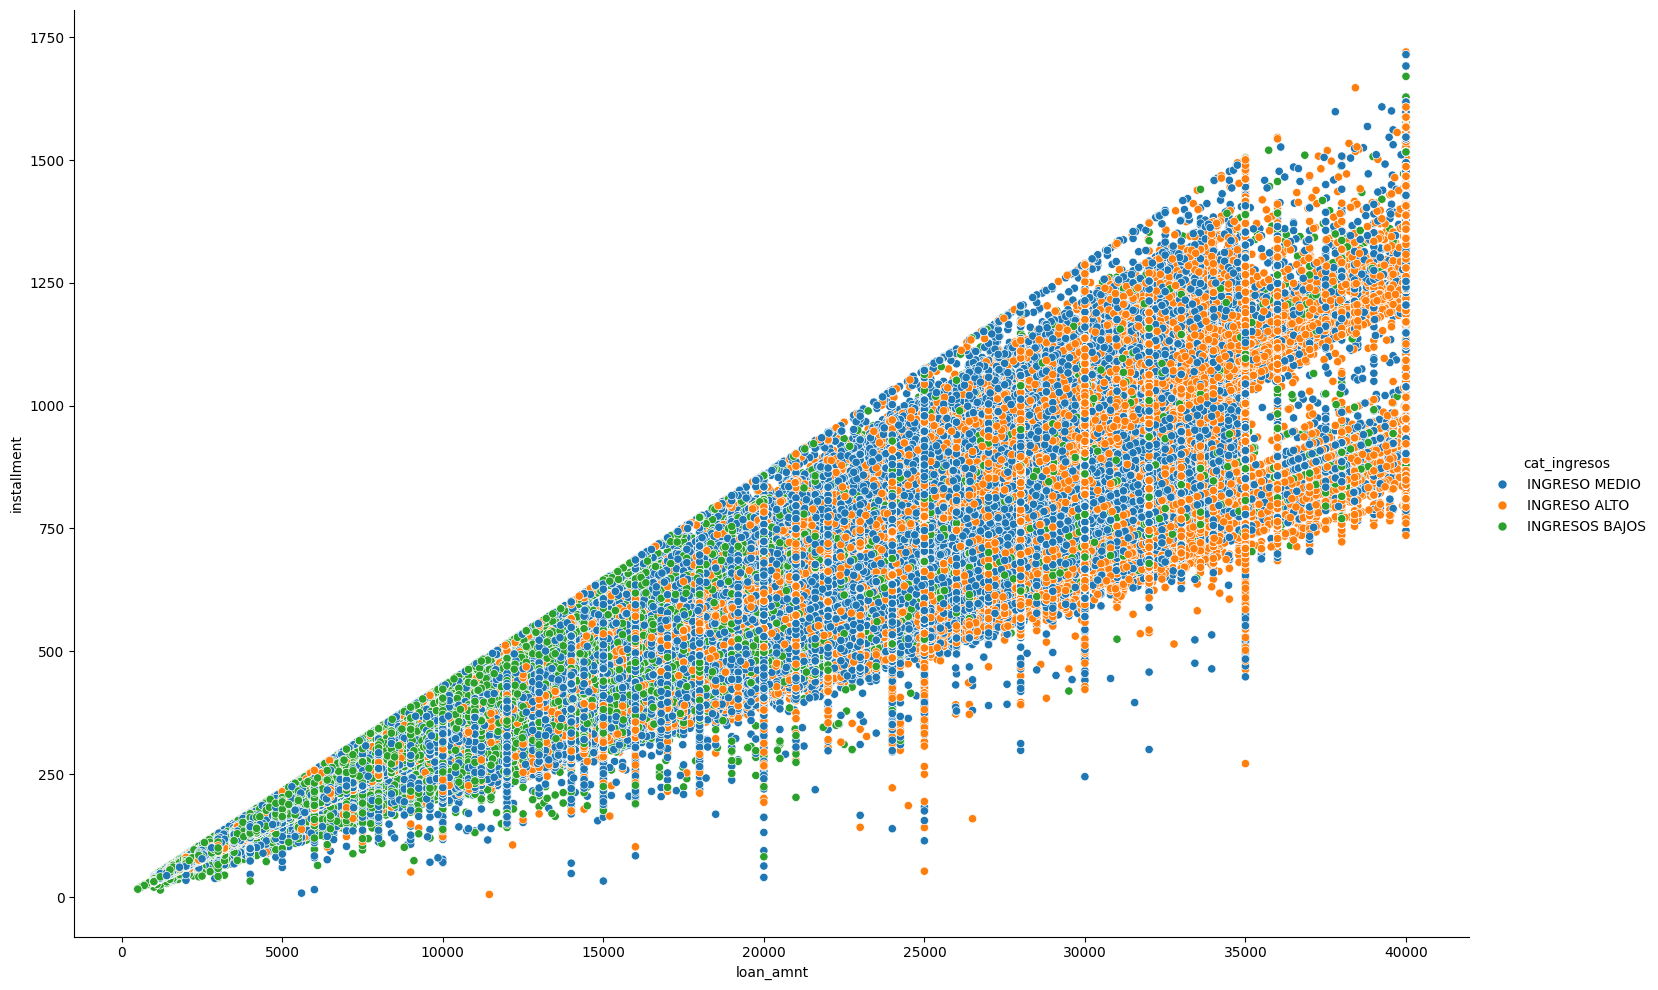 1750
1500
1250
1000
750
500
250
0
installment
0 5000 10000 15000 20000 25000 30000 35000 40000
loan_amnt
cat_ingresos
INGRESO MEDIO
INGRESO ALTO
INGRESOS BAJOS